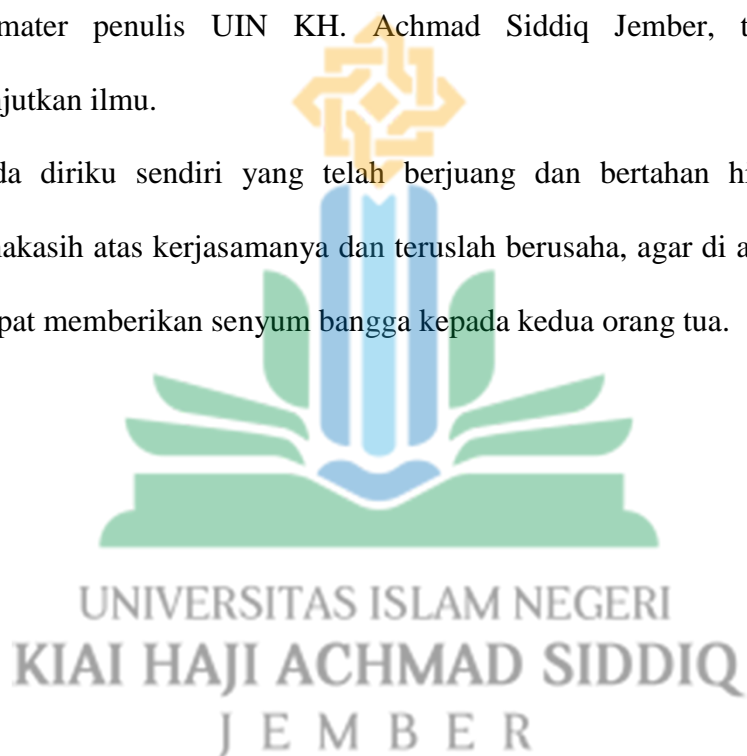 mater penulis UIN KH. Achmad Siddiq Jember, t
jutkan ilmu.
da diriku sendiri yang telah berjuang dan bertahan hi
akasih atas kerjasamanya dan teruslah berusaha, agar di a
pat memberikan senyum bangga kepada kedua orang tua.
UNIVERSITAS ISLAM NEGERI
KIAI HAJI ACHMAD SIDDIQ
JEMBER